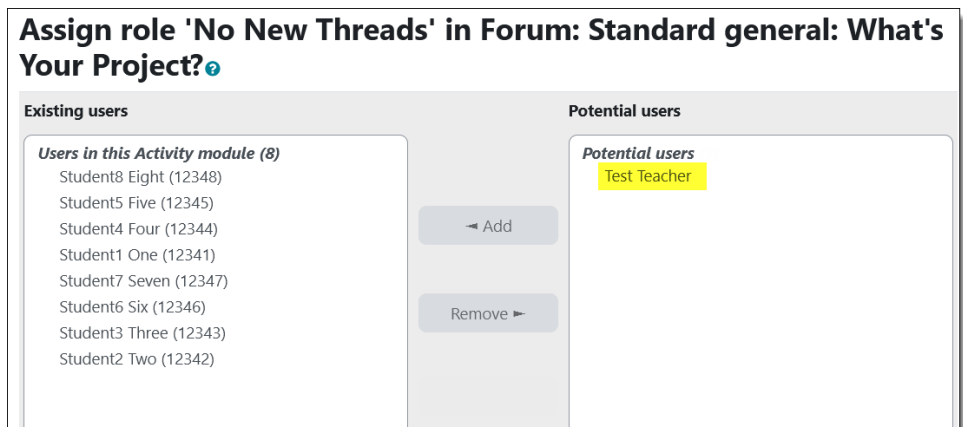 Assign role 'No New Threads' in Forum: Standard general: What's
Your Project??
Existing users
Potential users
Users in this Activity module (8)
Student8 Eight (12348)
Student5 Five (12345)
Student4 Four (12344)
Student1 One (12341)
Student7 Seven (12347)
Student6 Six (12346)
Student3 Three (12343)
Student2 Two (12342)
◄ Add
Remove ►
Potential users
Test Teacher